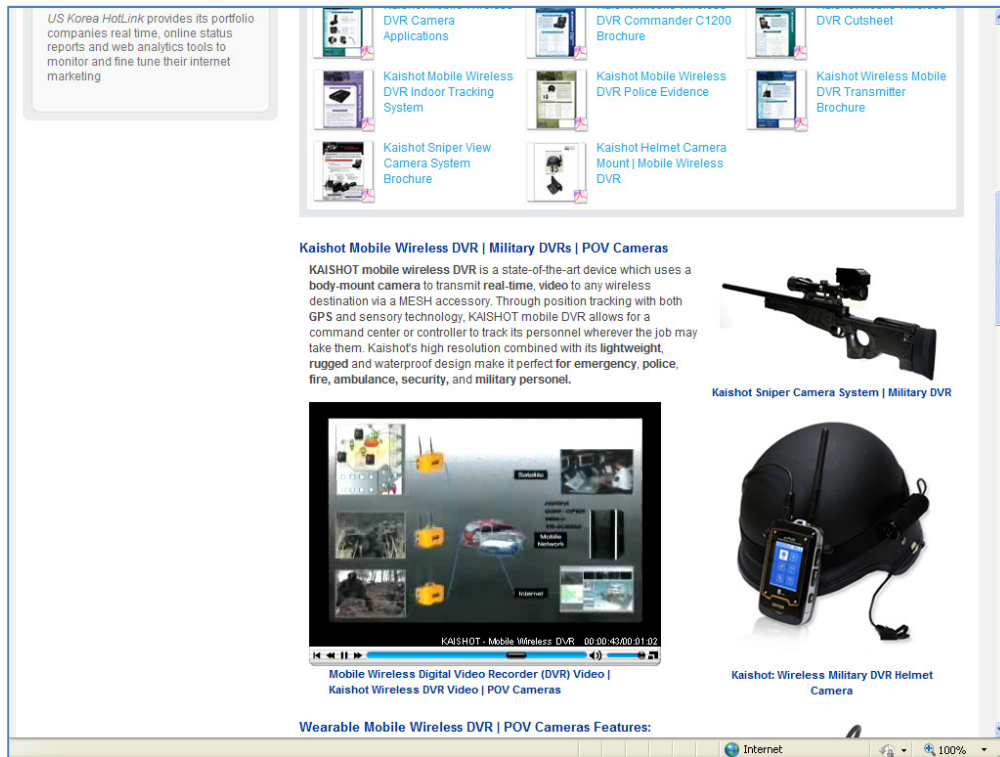 US Korea HotLink provides its portfolio
companies real time, online status
reports and web analytics tools to
monitor and fine tune their internet
marketing
Kaishot Mobile Wireless
DVR Camera
Applications
Kaishot Mobile Wireless
DVR Commander C1200
Brochure
Kaishot Mobile Wireless
DVR Cutsheet
Kaishot Mobile Wireless
DVR Indoor Tracking
System
Kaishot Mobile Wireless
DVR Police Evidence
Kaishot Wireless Mobile
DVR Transmitter
Brochure
Kaishot Sniper View
Camera System
Brochure
Kaishot Helmet Camera
Mount | Mobile Wireless
DVR
Kaishot Mobile Wireless DVR | Military DVRs | POV Cameras
KAISHOT mobile wireless DVR is a state-of-the-art device which uses a
body-mount camera to transmit real-time, video to any wireless
destination via a MESH accessory. Through position tracking with both
GPS and sensory technology, KAISHOT mobile DVR allows for a
command center or controller to track its personnel wherever the job may
take them. Kaishot's high resolution combined with its lightweight,
rugged and waterproof design make it perfect for emergency, police,
fire, ambulance, security, and military personel.
Kaishot Sniper Camera System | Military DVR
Satellite
Mobile
Network
Internet
KAISHOT - Mobile Wireless DVR 00:00:43/00:01:02
Mobile Wireless Digital Video Recorder (DVR) Video |
Kaishot Wireless DVR Video | POV Cameras
Kaishot: Wireless Military DVR Helmet
Camera
Wearable Mobile Wireless DVR | POV Cameras Features:
Internet
100%